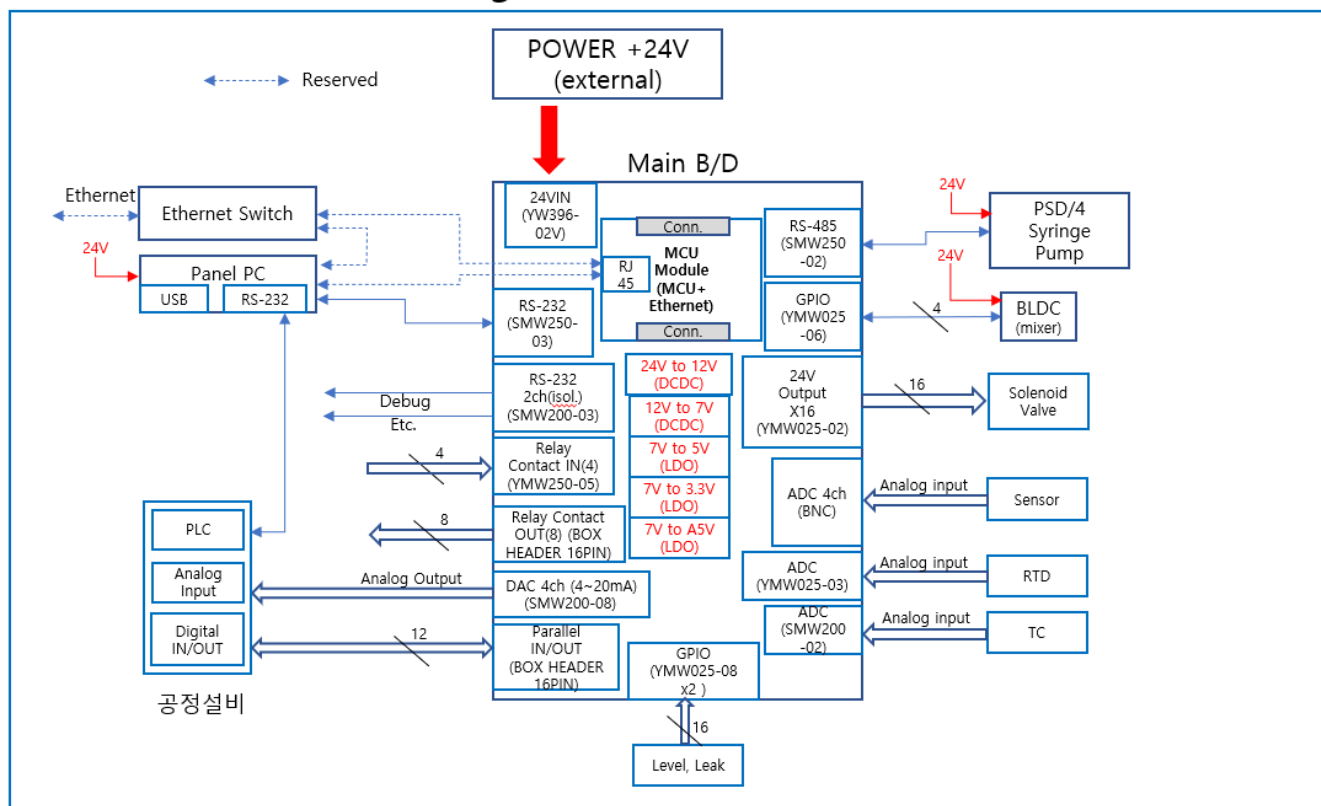 POWER +24V
(external)
Reserved
Main B/D
Ethernet
Ethernet Switch
24V
Panel PC
USB
RS-232
24VIN
(YW396-
02V)
Conn.
MCU
Module
(MCU+
Ethernet)
RJ
45
Conn.
RS-485
(SMW250
-02)
24V
PSD/4
Syringe
Pump
RS-232
(SMW250-
03)
GPIO
(YMW025
-06)
4
24V
BLDC
(mixer)
RS-232
2ch(isol.)
(SMW200-03)
Debug
Etc.
24V to 12V
(DCDC)
12V to 7V
(DCDC)
7V to 5V
(LDO)
7V to 3.3V
(LDO)
7V to A5V
(LDO)
24V
Output
X16
(YMW025-02)
16
Solenoid
Valve
4
Relay
Contact IN(4)
(YMW250-05)
ADC 4ch
(BNC)
Analog input
Sensor
8
Relay Contact
OUT(8) (BOX
HEADER 16PIN)
PLC
Analog
Input
Digital
IN/OUT
공정설비
Analog Output
DAC 4ch (4~20mA)
(SMW200-08)
ADC
(YMW025-03)
Analog input
RTD
12
Parallel
IN/OUT
(BOX HEADER
16PIN)
ADC
(SMW200
-02)
Analog input
TC
GPIO
(YMW025-08
x2 )
16
Level, Leak